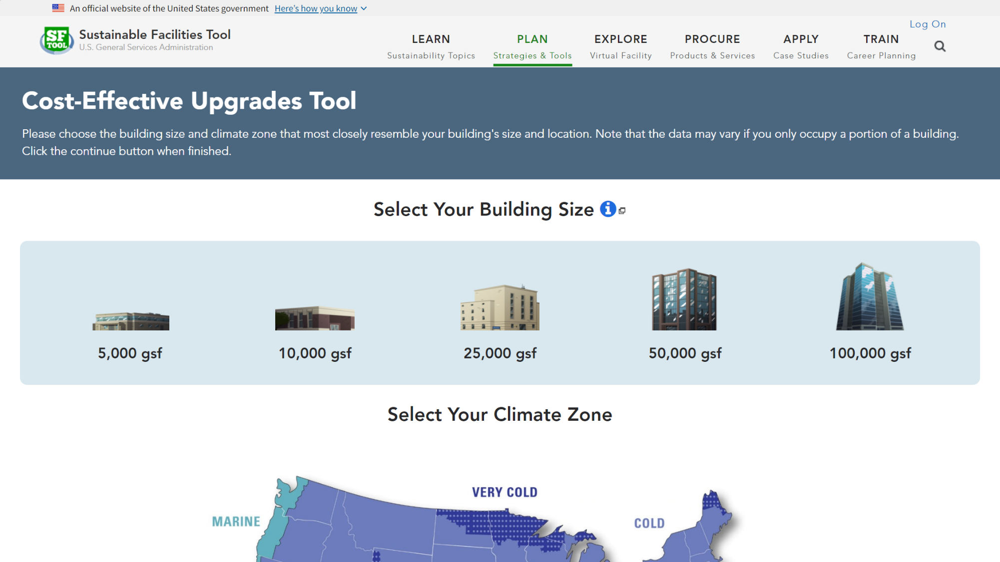 An official website of the United States government Here's how you know
Log On
SF
TOOL
Sustainable Facilities Tool
U.S. General Services Administration
LEARN
Sustainability Topics
PLAN
Strategies & Tools
EXPLORE
Virtual Facility
PROCURE
Products & Services
APPLY
Case Studies
TRAIN
Career Planning
Cost-Effective Upgrades Tool
Please choose the building size and climate zone that most closely resemble your building's size and location. Note that the data may vary if you only occupy a portion of a building.
Click the continue button when finished.
Select Your Building Size
5,000 gsf
10,000 gsf
25,000 gsf
50,000 gsf
100,000 gsf
Select Your Climate Zone
VERY COLD
MARINE
COLD